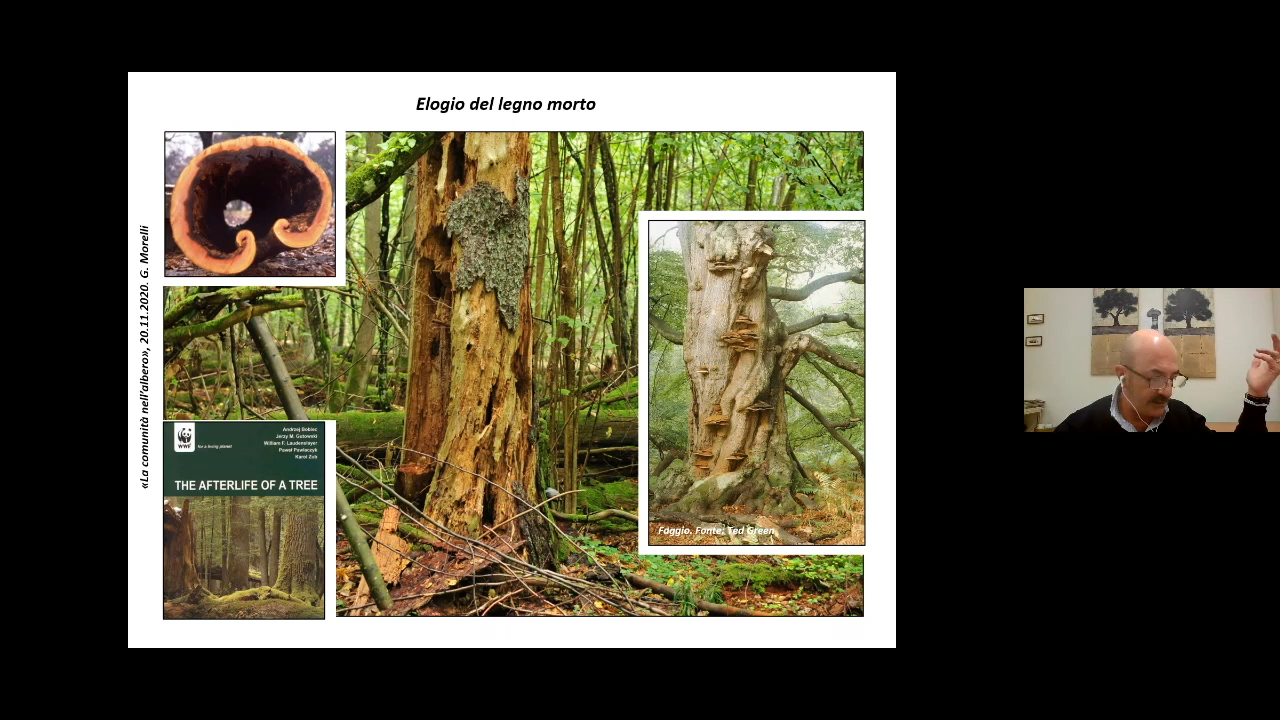 Elogio del legno morto
«La comunità nell'albero», 20.11.2020. G. Morelli
WWF
for a living planet
Andrzej Bobiec
Jerzy M. Gutowski
William F. Laudenslayer
Paweł Pawlaczyk
Karol Zub
THE AFTERLIFE OF A TREE
Faggio. Fonte: Ted Green